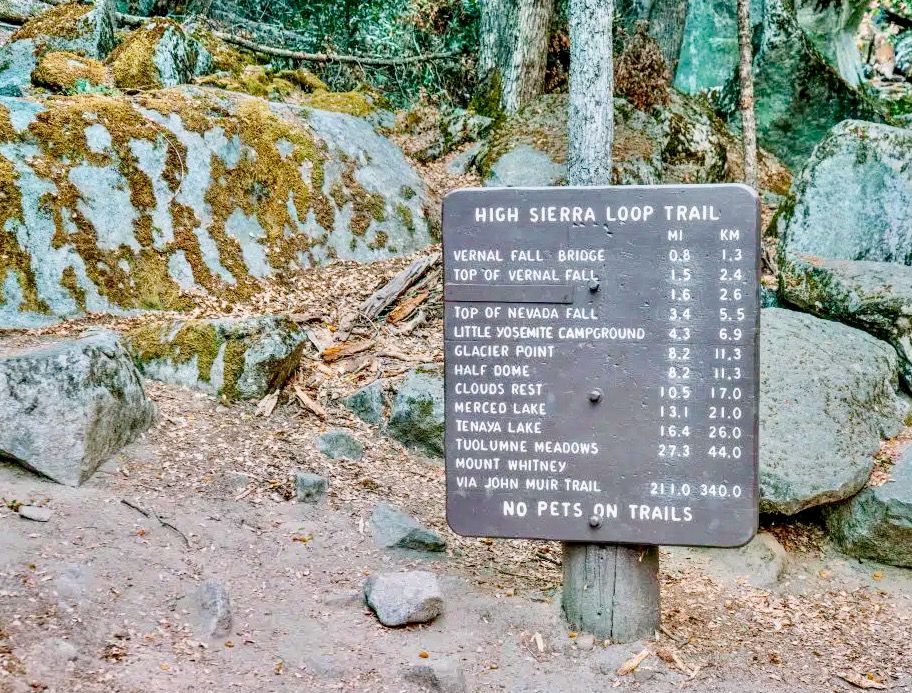 HIGH SIERRA LOOP TRAIL
MI KM
VERNAL FALL BRIDGE 0.8 1.3
TOP OF VERNAL FALL 1.5 2.4
1.6 2.6
TOP OF NEVADA FALL 3.4 5.5
LITTLE YOSEMITE CAMPGROUND 4.3 6.9
GLACIER POINT 8.2 11.3
HALF DOME 8.2 11.3
CLOUDS REST 10.5 17.0
MERCED LAKE 13.1 21.0
TENAYA LAKE 16.4 26.0
TUOLUMNE MEADOWS 27.3 44.0
MOUNT WHITNEY
VIA JOHN MUIR TRAIL 211.0 340.0
NO PETS ON TRAILS